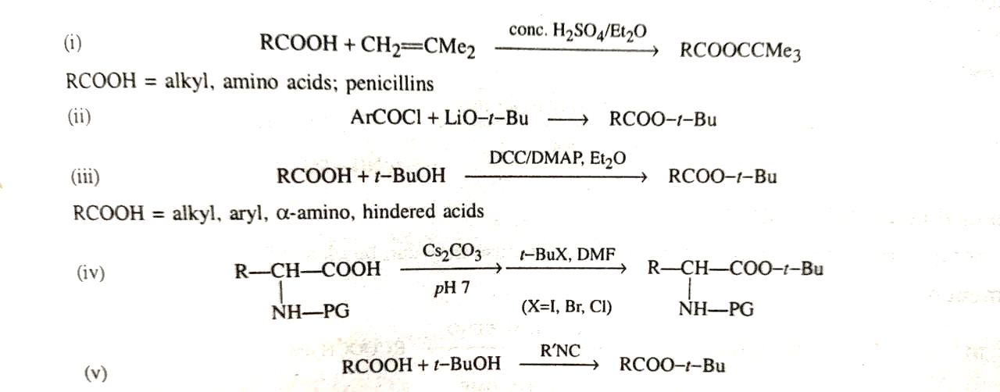 conc. H₂SO₄/Et₂O
(i) RCOOH + CH₂=CMe₂ ⟶ RCOOCCMe₃
RCOOH = alkyl, amino acids; penicillins
(ii) ArCOCl + LiO–t–Bu ⟶ RCOO–t–Bu
DCC/DMAP, Et₂O
(iii) RCOOH + t–BuOH ⟶ RCOO–t–Bu
RCOOH = alkyl, aryl, α-amino, hindered acids
Cs₂CO₃ t–BuX, DMF
(iv) R—CH—COOH ⟶ ⟶ R—CH—COO–t–Bu
pH 7 (X=I, Br, Cl)
NH—PG NH—PG
R′NC
(v) RCOOH + t–BuOH ⟶ RCOO–t–Bu